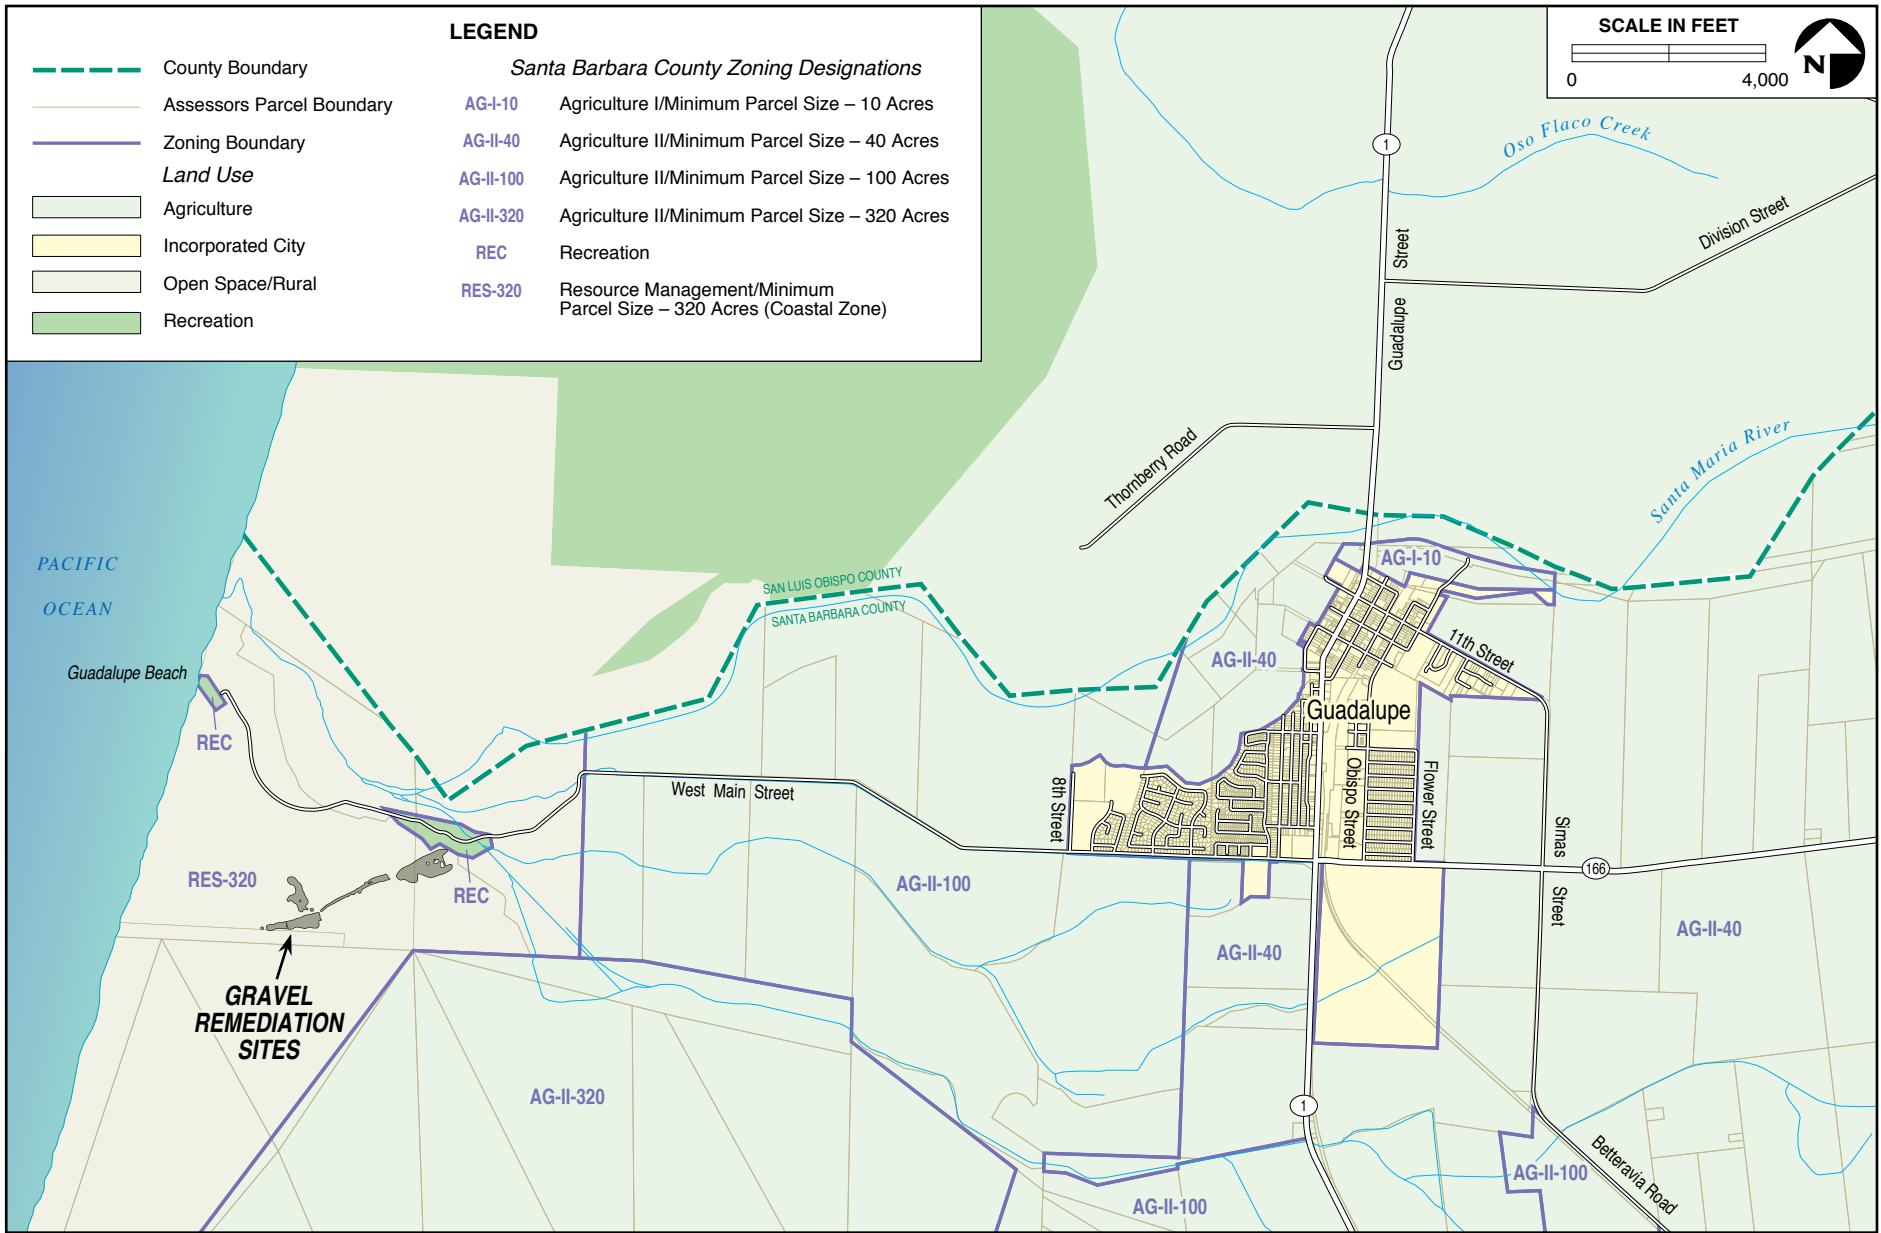 LEGEND
County Boundary
Assessors Parcel Boundary
Zoning Boundary
Land Use
Agriculture
Incorporated City
Open Space/Rural
Recreation
Santa Barbara County Zoning Designations
AG-I-10 Agriculture I/Minimum Parcel Size – 10 Acres
AG-II-40 Agriculture II/Minimum Parcel Size – 40 Acres
AG-II-100 Agriculture II/Minimum Parcel Size – 100 Acres
AG-II-320 Agriculture II/Minimum Parcel Size – 320 Acres
REC Recreation
RES-320 Resource Management/Minimum
Parcel Size – 320 Acres (Coastal Zone)
SCALE IN FEET
0 4,000
N
1
Oso Flaco Creek
Division Street
Street
Guadalupe
Thornberry Road
Santa Maria River
PACIFIC
OCEAN
SAN LUIS OBISPO COUNTY
SANTA BARBARA COUNTY
AG-I-10
11th Street
AG-II-40
Guadalupe Beach
REC
Guadalupe
West Main Street
8th Street
Obispo Street
Flower Street
Simas
Street
166
RES-320
REC
AG-II-100
AG-II-40
AG-II-40
GRAVEL
REMEDIATION
SITES
AG-II-320
1
Betteravia Road
AG-II-100
AG-II-100